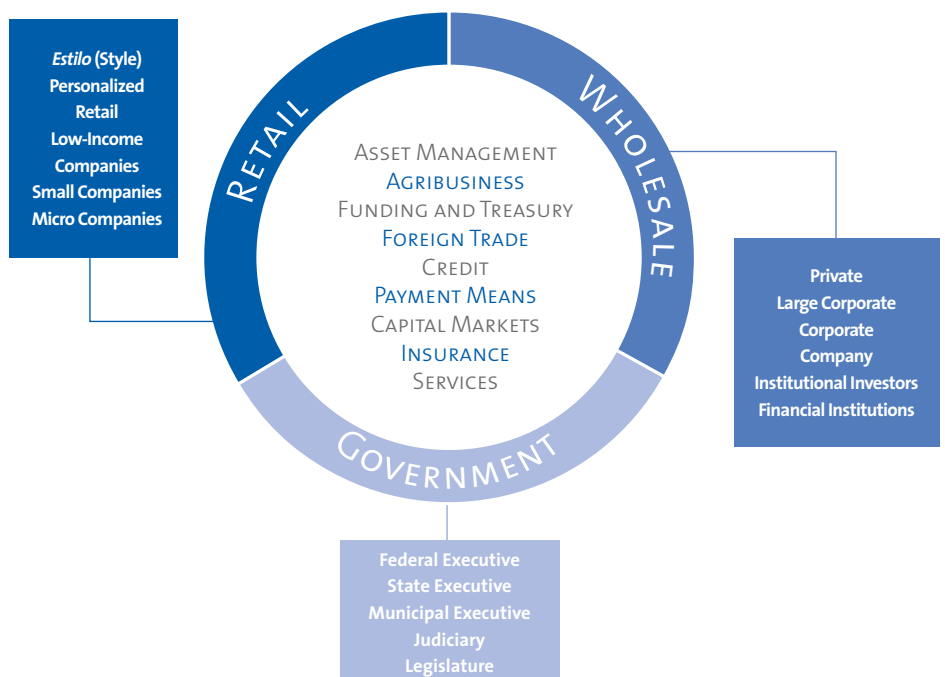 Estilo (Style)
Personalized
Retail
Low-Income
Companies
Small Companies
Micro Companies
RETAIL
WHOLESALE
GOVERNMENT
ASSET MANAGEMENT
AGRIBUSINESS
FUNDING AND TREASURY
FOREIGN TRADE
CREDIT
PAYMENT MEANS
CAPITAL MARKETS
INSURANCE
SERVICES
Private
Large Corporate
Corporate
Company
Institutional Investors
Financial Institutions
Federal Executive
State Executive
Municipal Executive
Judiciary
Legislature